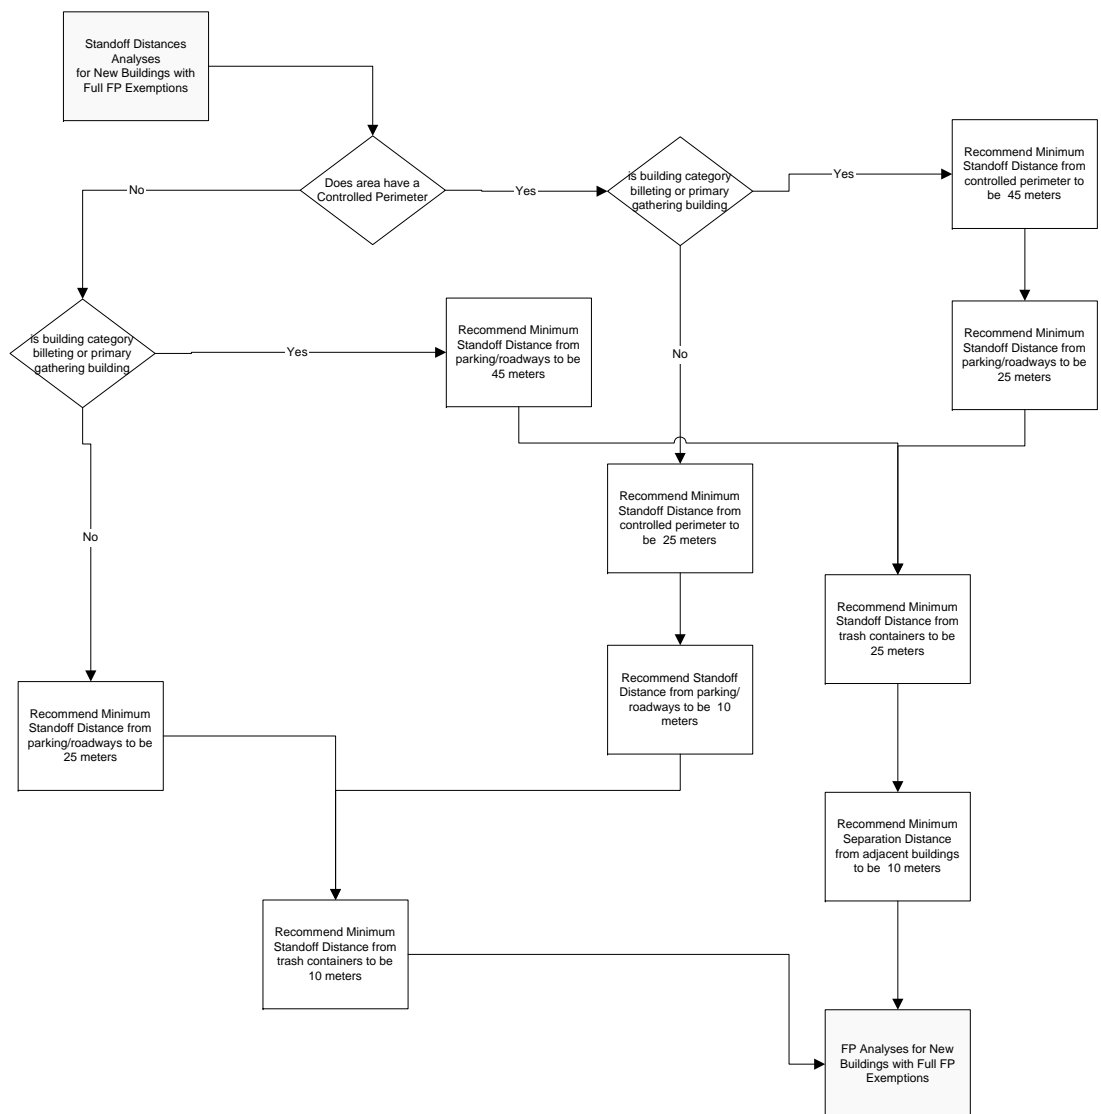 Standoff Distances
Analyses
for New Buildings with
Full FP Exemptions
Does area have a
Controlled Perimeter
No
Yes
is building category
billeting or primary
gathering building
Yes
Recommend Minimum
Standoff Distance from
controlled perimeter to
be 45 meters
is building category
billeting or primary
gathering building
Yes
Recommend Minimum
Standoff Distance from
parking/roadways to be
45 meters
No
Recommend Minimum
Standoff Distance from
parking/roadways to be
25 meters
No
Recommend Minimum
Standoff Distance from
controlled perimeter to
be 25 meters
Recommend Minimum
Standoff Distance from
trash containers to be
25 meters
Recommend Minimum
Standoff Distance from
parking/roadways to be
25 meters
Recommend Standoff
Distance from parking/
roadways to be 10
meters
Recommend Minimum
Separation Distance
from adjacent buildings
to be 10 meters
Recommend Minimum
Standoff Distance from
trash containers to be
10 meters
FP Analyses for New
Buildings with Full FP
Exemptions